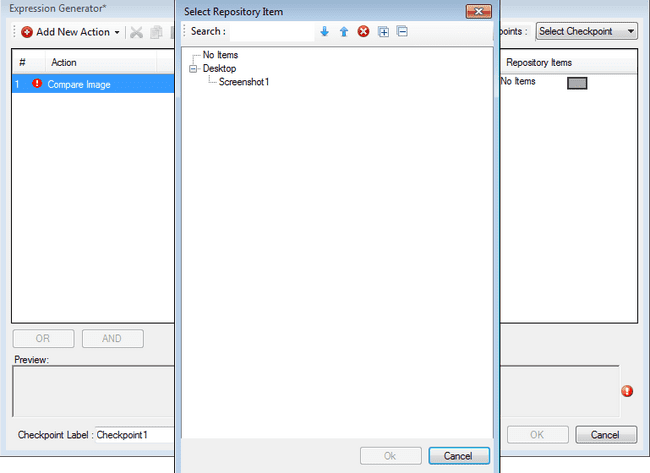 Expression Generator*
Select Repository Item
Add New Action
Search :
points :
Select Checkpoint
#
Action
Repository Items
1
Compare Image
No Items
No Items
Desktop
Screenshot1
OR
AND
Preview:
Checkpoint Label :
Checkpoint1
OK
Cancel
Ok
Cancel